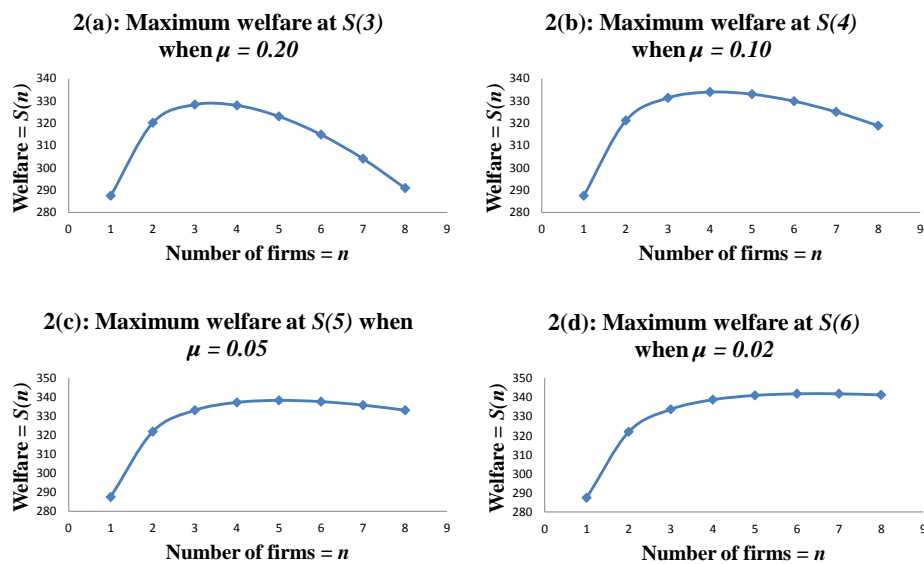 2(a): Maximum welfare at S(3)
when μ = 0.20
Welfare = S(n)
340
330
320
310
300
290
280
0 1 2 3 4 5 6 7 8 9
Number of firms = n
2(b): Maximum welfare at S(4)
when μ = 0.10
Welfare = S(n)
340
330
320
310
300
290
280
0 1 2 3 4 5 6 7 8 9
Number of firms = n
2(c): Maximum welfare at S(5) when
μ = 0.05
Welfare = S(n)
350
340
330
320
310
300
290
280
0 1 2 3 4 5 6 7 8 9
Number of firms = n
2(d): Maximum welfare at S(6)
when μ = 0.02
Welfare = S(n)
350
340
330
320
310
300
290
280
0 1 2 3 4 5 6 7 8 9
Number of firms = n